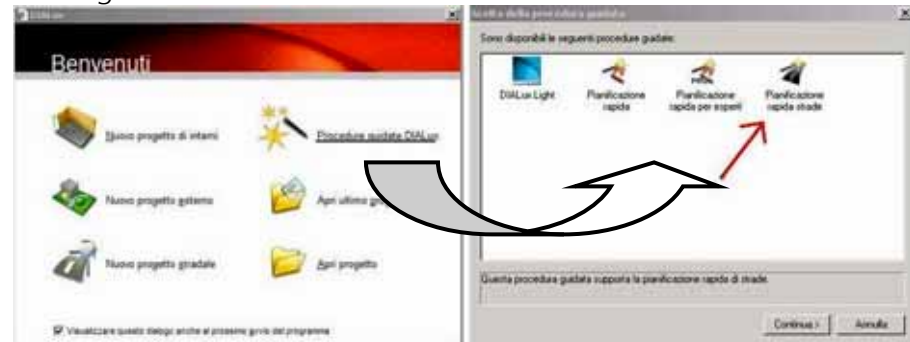 DIALux
Scelta della procedura guidata
Benvenuti
Nuovo progetto di interni
Procedure guidate DIALux
Nuovo progetto esterno
Apri ultimo
Nuovo progetto stradale
Apri progetto
Visualizzare questo dialogo anche al prossimo avvio del programma
Sono disponibili le seguenti procedure guidate:
DIALux Light
Pianificazione
rapida
Pianificazione
rapida per esperti
Pianificazione
rapida strade
Questa procedura guidata supporta la pianificazione rapida di strade.
Continua >
Annulla